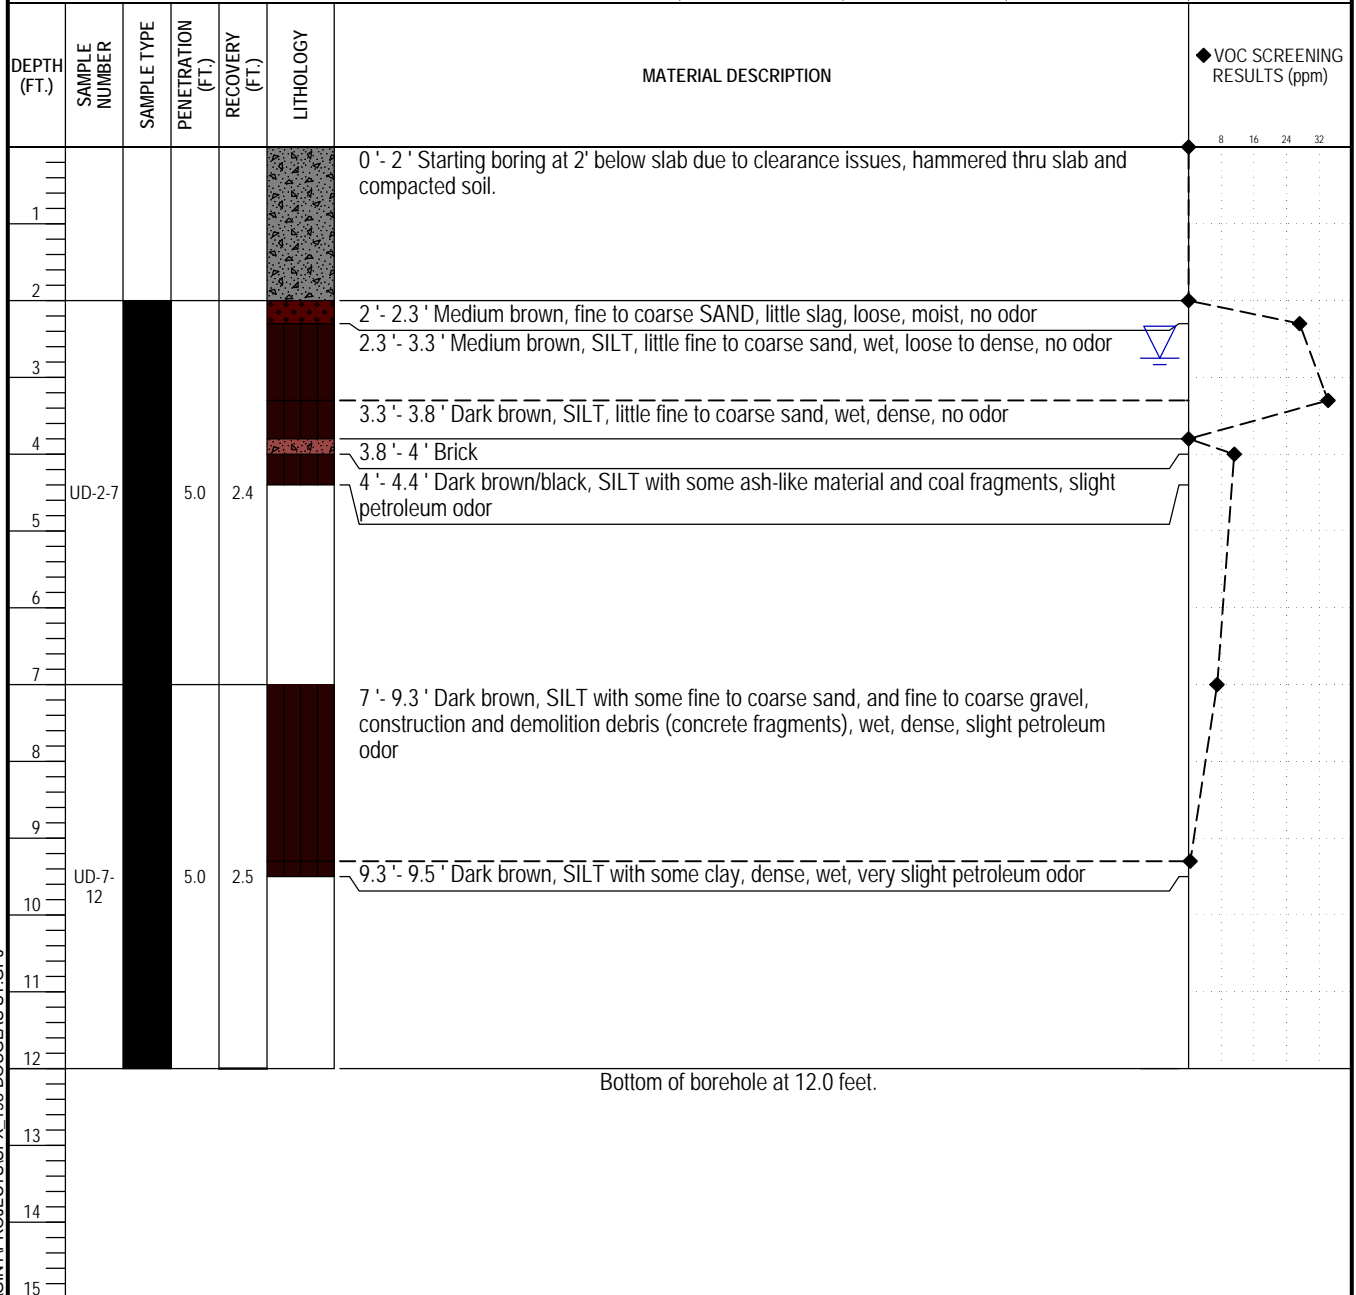 DEPTH
(FT.)
SAMPLE
NUMBER
SAMPLE TYPE
PENETRATION
(FT.)
RECOVERY
(FT.)
LITHOLOGY
MATERIAL DESCRIPTION
VOC SCREENING
RESULTS (ppm)
8 16 24 32
0 '- 2 ' Starting boring at 2' below slab due to clearance issues, hammered thru slab and
compacted soil.
1
2
2 '- 2.3 ' Medium brown, fine to coarse SAND, little slag, loose, moist, no odor
2.3 '- 3.3 ' Medium brown, SILT, little fine to coarse sand, wet, loose to dense, no odor
3
3.3 '- 3.8 ' Dark brown, SILT, little fine to coarse sand, wet, dense, no odor
4
3.8 '- 4 ' Brick
4 '- 4.4 ' Dark brown/black, SILT with some ash-like material and coal fragments, slight
petroleum odor
UD-2-7 5.0 2.4
5
6
7
7 '- 9.3 ' Dark brown, SILT with some fine to coarse sand, and fine to coarse gravel,
construction and demolition debris (concrete fragments), wet, dense, slight petroleum
odor
8
9
9.3 '- 9.5 ' Dark brown, SILT with some clay, dense, wet, very slight petroleum odor
UD-7-
12
5.0 2.5
10
11
12
Bottom of borehole at 12.0 feet.
13
14
15